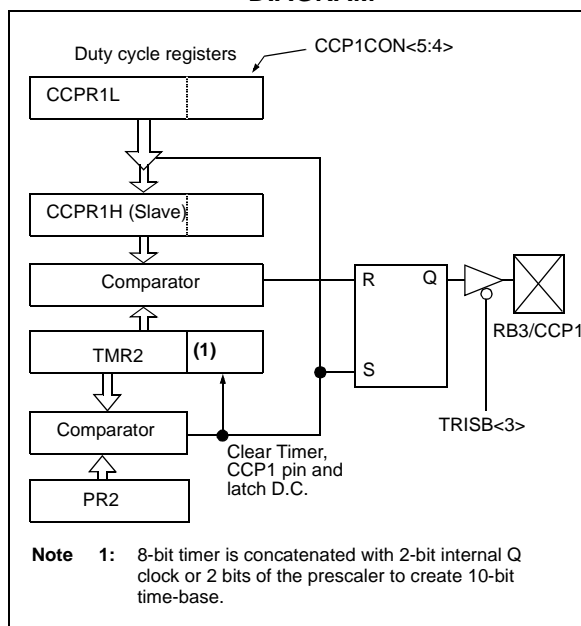 DIAGRAM
Duty cycle registers
CCP1CON<5:4>
CCPR1L
CCPR1H (Slave)
Comparator
R
Q
RB3/CCP1
TMR2
(1)
S
TRISB<3>
Comparator
Clear Timer,
CCP1 pin and
latch D.C.
PR2
Note 1: 8-bit timer is concatenated with 2-bit internal Q
clock or 2 bits of the prescaler to create 10-bit
time-base.